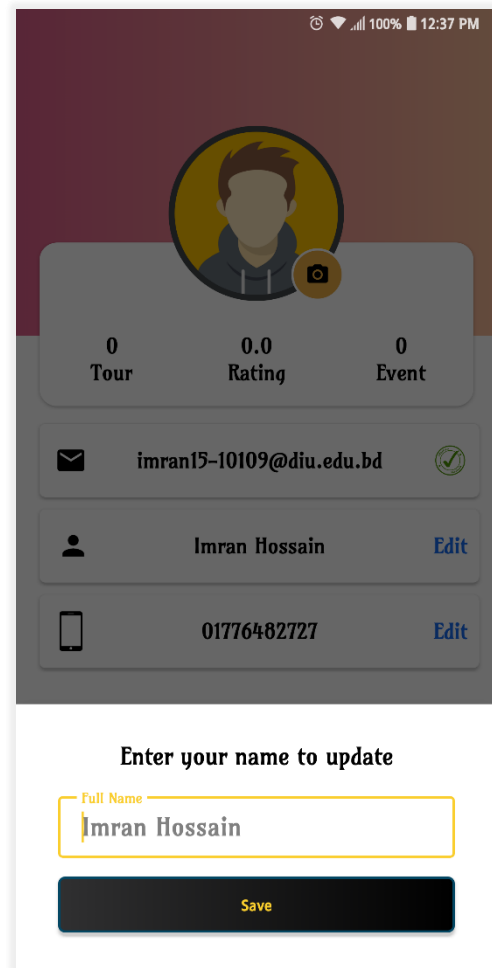 100% 12:37 PM
0 0.0 0
Tour Rating Event
imran15-10109@diu.edu.bd
Imran Hossain Edit
01776482727 Edit
Enter your name to update
Full Name
Imran Hossain
Save